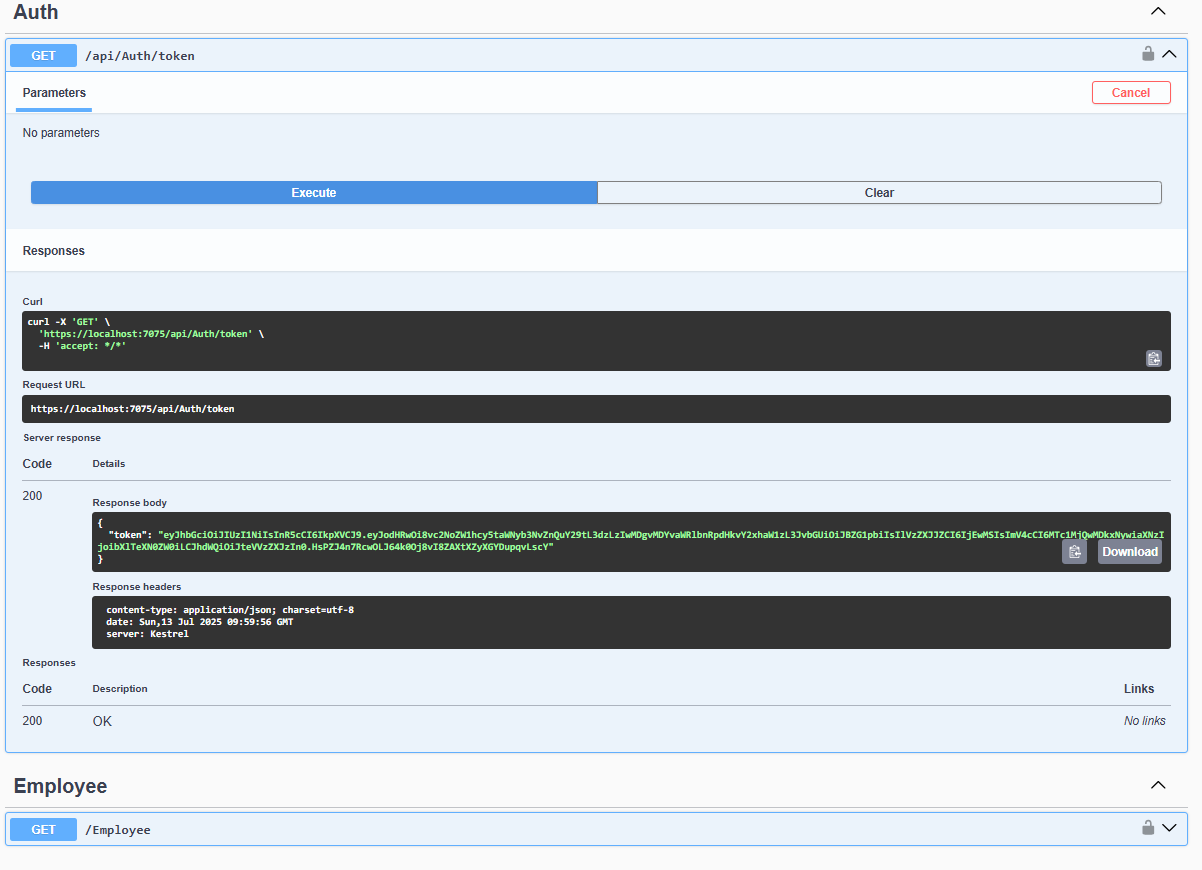 Auth
GET /api/Auth/token
Parameters
Cancel
No parameters
Execute
Clear
Responses
Curl
curl -X 'GET' \
'https://localhost:7075/api/Auth/token' \
-H 'accept: */*'
Request URL
https://localhost:7075/api/Auth/token
Server response
Code Details
200
Response body
{
"token":
}
Download
Response headers
content-type: application/json; charset=utf-8
date: Sun,13 Jul 2025 09:59:56 GMT
server: Kestrel
Responses
Code Description Links
200 OK No links
Employee
GET /Employee